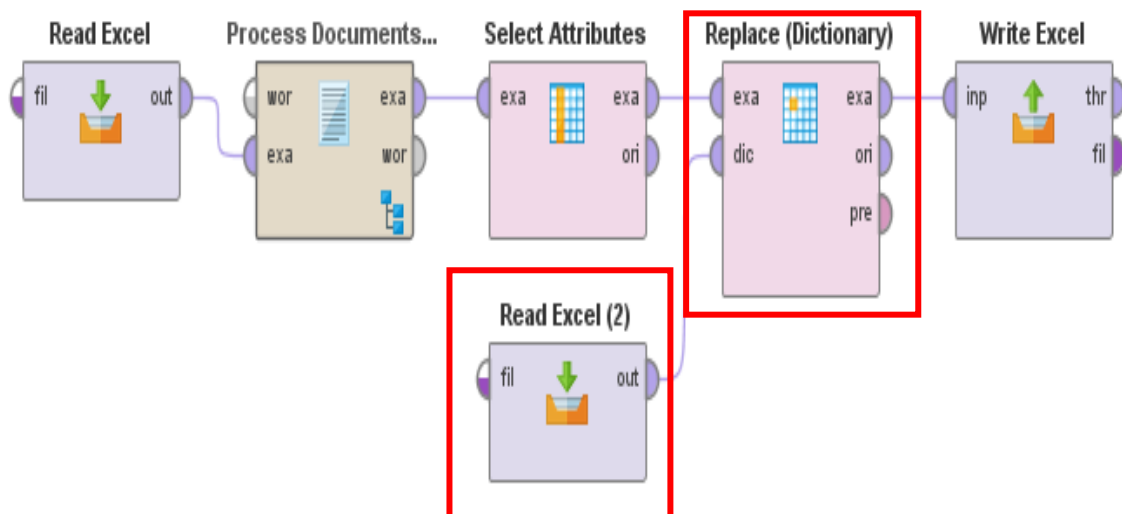 Read Excel
fil
out
Process Documents...
wor
exa
exa
wor
Select Attributes
exa
exa
ori
Replace (Dictionary)
exa
exa
dic
ori
pre
Write Excel
inp
thr
fil
Read Excel (2)
fil
out